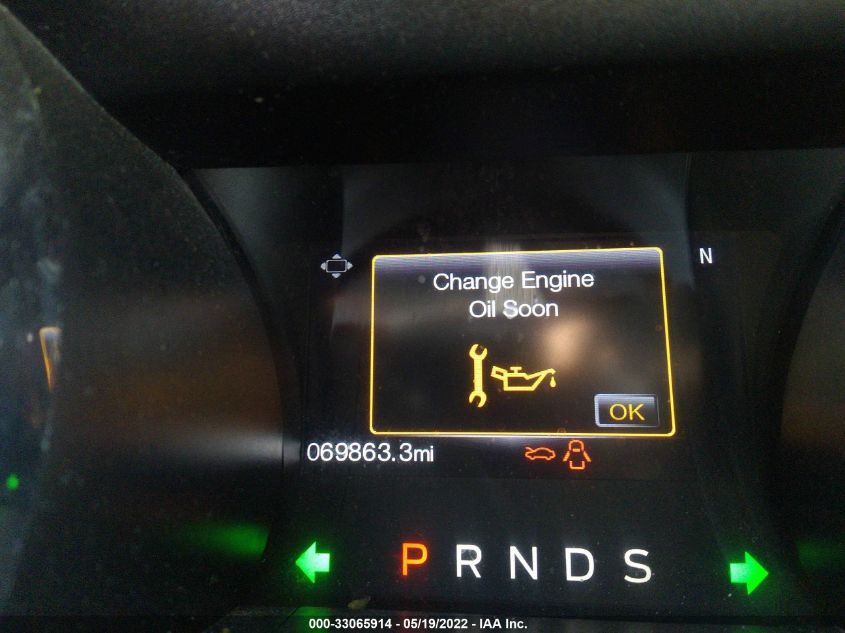 N
Change Engine
Oil Soon
OK
069863.3mi
P R N D S
000-33065914 - 05/19/2022 - IAA Inc.